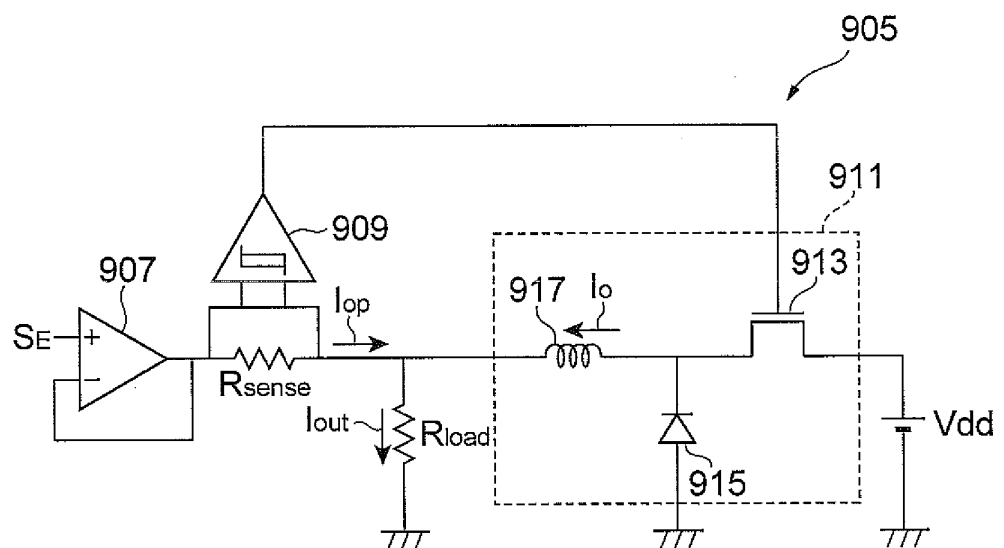 905
911
909
913
907
917
Io
Iop
SE
+
-
Rsense
Iout
Rload
Vdd
915